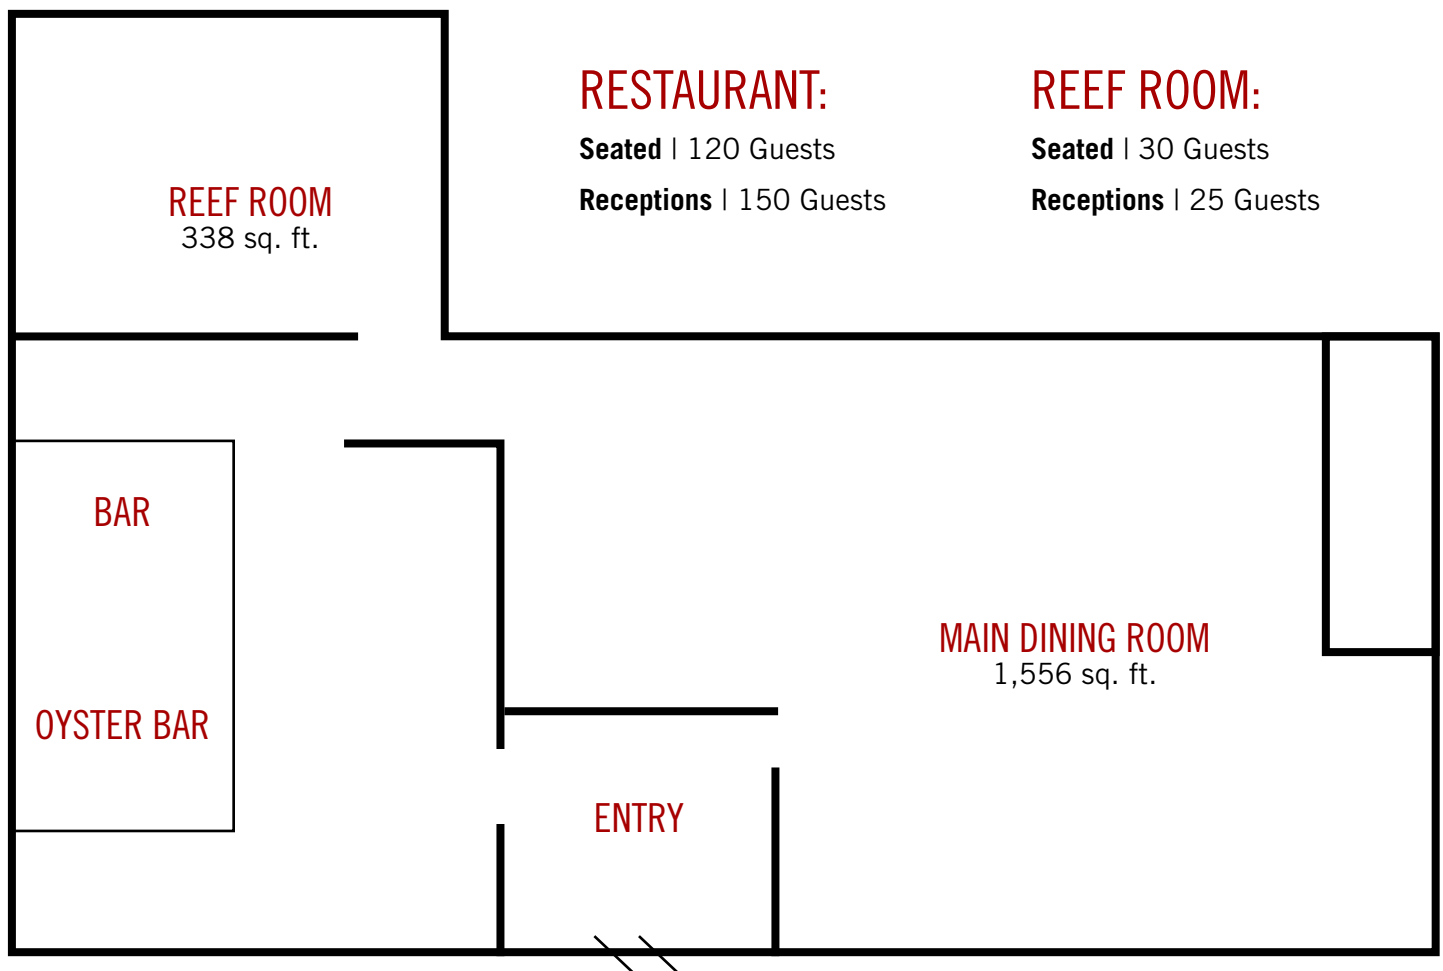 RESTAURANT:
Seated | 120 Guests
Receptions | 150 Guests
REEF ROOM:
Seated | 30 Guests
Receptions | 25 Guests
REEF ROOM
338 sq. ft.
BAR
OYSTER BAR
MAIN DINING ROOM
1,556 sq. ft.
ENTRY